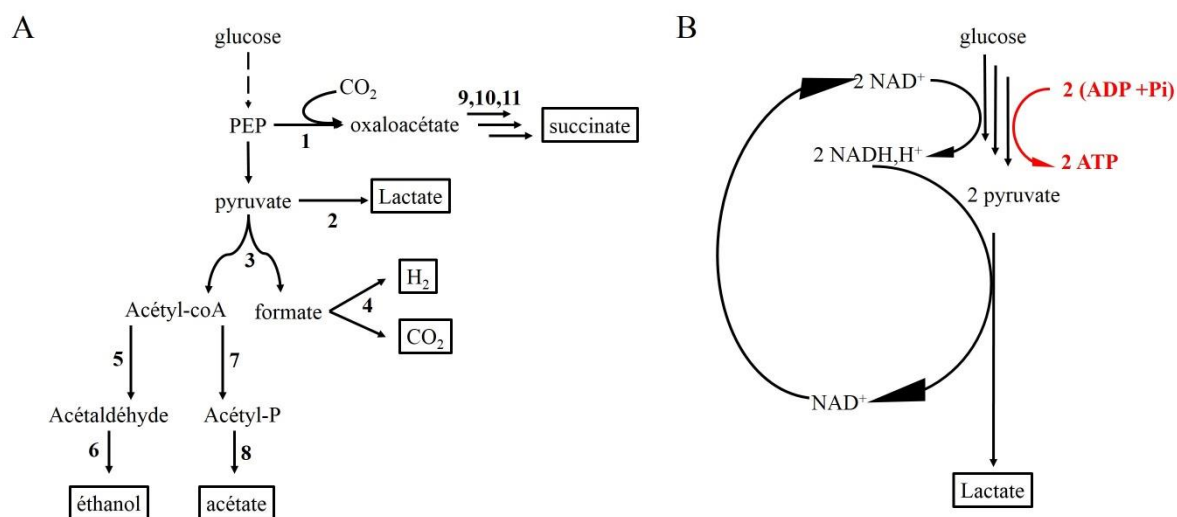 A
glucose
CO₂
PEP
1
oxaloacétate
9,10,11
succinate
pyruvate
2
Lactate
3
Acétyl-coA
formate
4
H₂
CO₂
5
7
Acétaldéhyde
Acétyl-P
6
8
éthanol
acétate
B
glucose
2 NAD⁺
2 (ADP +Pi)
2 NADH,H⁺
2 ATP
2 pyruvate
NAD⁺
Lactate